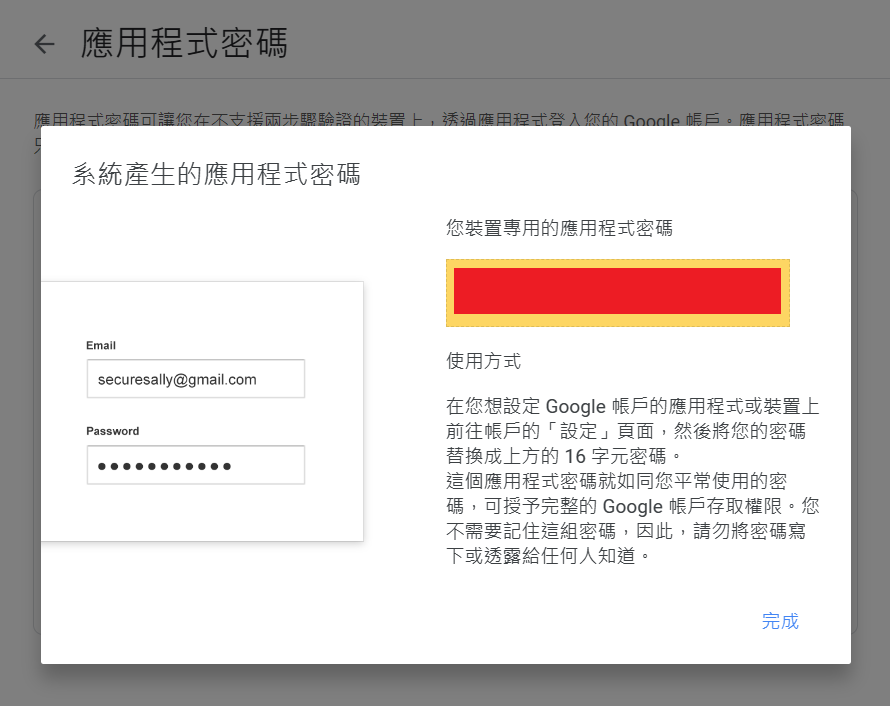 應用程式密碼
應用程式密碼可讓您在不支援兩步驟驗證的裝置上，透過應用程式登入您的 Google 帳戶。應用程式密碼
系統產生的應用程式密碼
Email
securesally@gmail.com
Password
您裝置專用的應用程式密碼
使用方式
在您想設定 Google 帳戶的應用程式或裝置上
前往帳戶的「設定」頁面，然後將您的密碼
替換成上方的 16 字元密碼。
這個應用程式密碼就如同您平常使用的密
碼，可授予完整的 Google 帳戶存取權限。您
不需要記住這組密碼，因此，請勿將密碼寫
下或透露給任何人知道。
完成